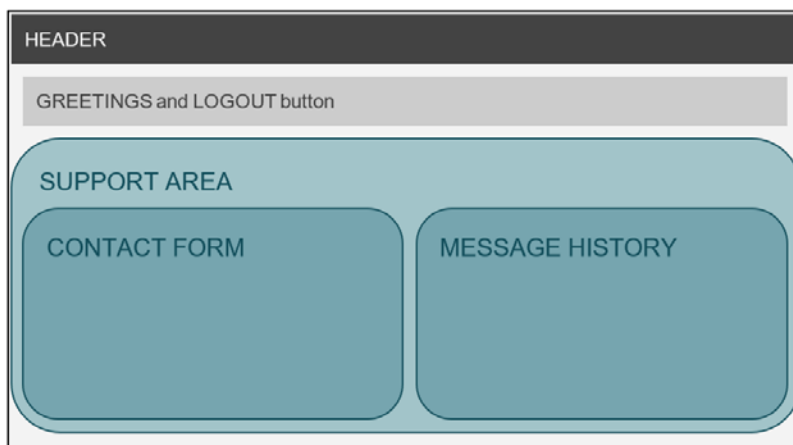 HEADER
GREETINGS and LOGOUT button
SUPPORT AREA
CONTACT FORM
MESSAGE HISTORY